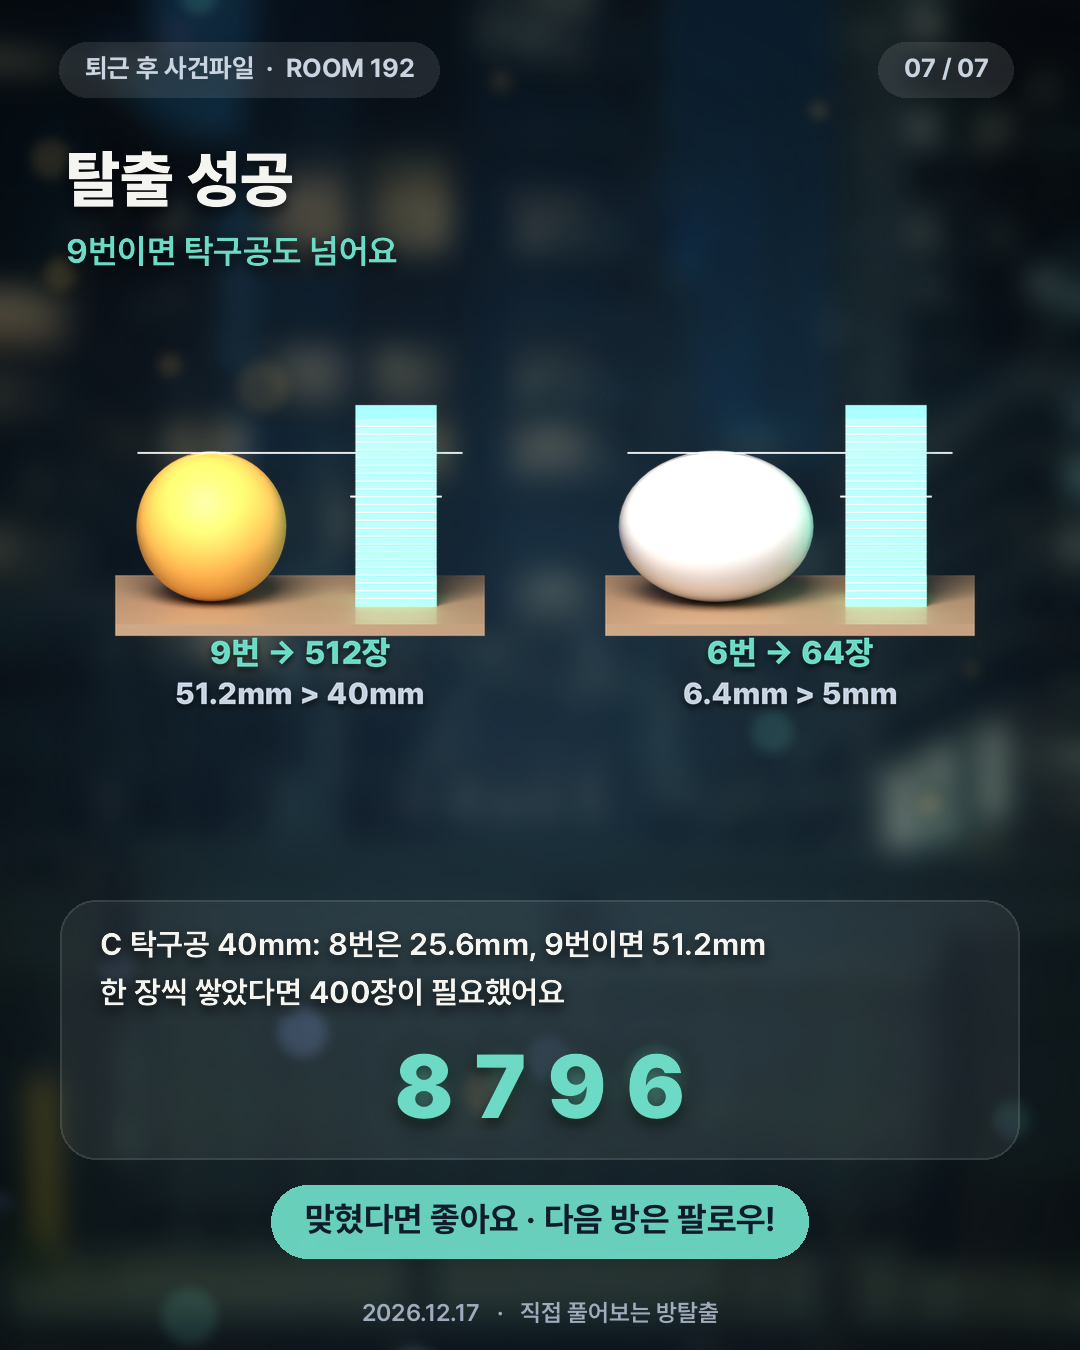 퇴근 후 사건파일 · ROOM 192
07 / 07
탈출 성공
9번이면 탁구공도 넘어요
9번 → 512장
51.2mm > 40mm
6번 → 64장
6.4mm > 5mm
C 탁구공 40mm: 8번은 25.6mm, 9번이면 51.2mm
한 장씩 쌓았다면 400장이 필요했어요
8 7 9 6
맞혔다면 좋아요 · 다음 방은 팔로우!
2026.12.17 · 직접 풀어보는 방탈출